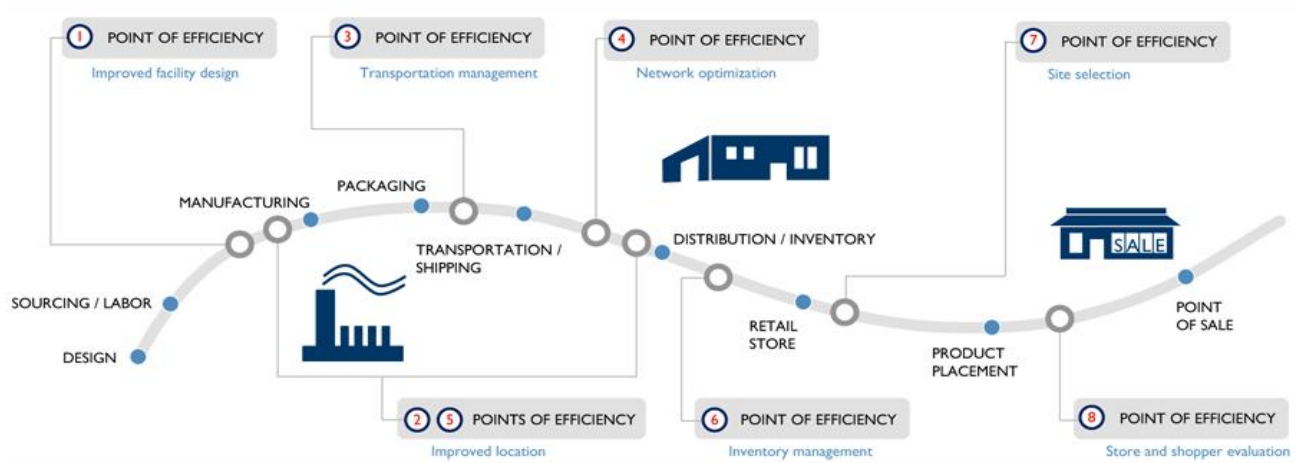 1 POINT OF EFFICIENCY
Improved facility design
3 POINT OF EFFICIENCY
Transportation management
4 POINT OF EFFICIENCY
Network optimization
7 POINT OF EFFICIENCY
Site selection
PACKAGING
MANUFACTURING
TRANSPORTATION /
SHIPPING
DISTRIBUTION / INVENTORY
SALE
SOURCING / LABOR
DESIGN
RETAIL
STORE
PRODUCT
PLACEMENT
POINT
OF SALE
2 5 POINTS OF EFFICIENCY
Improved location
6 POINT OF EFFICIENCY
Inventory management
8 POINT OF EFFICIENCY
Store and shopper evaluation